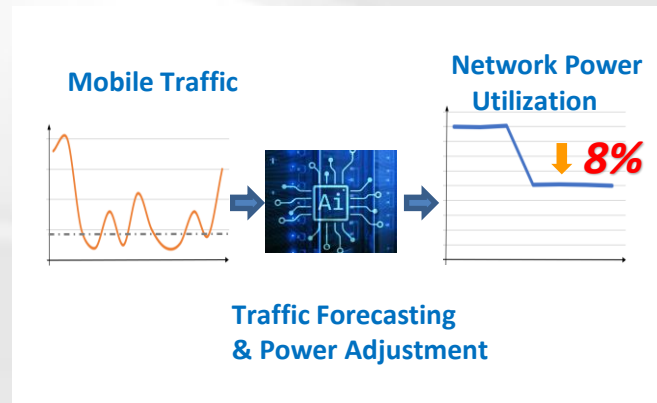 Mobile Traffic
Network Power
Utilization
8%
Ai
Traffic Forecasting
& Power Adjustment